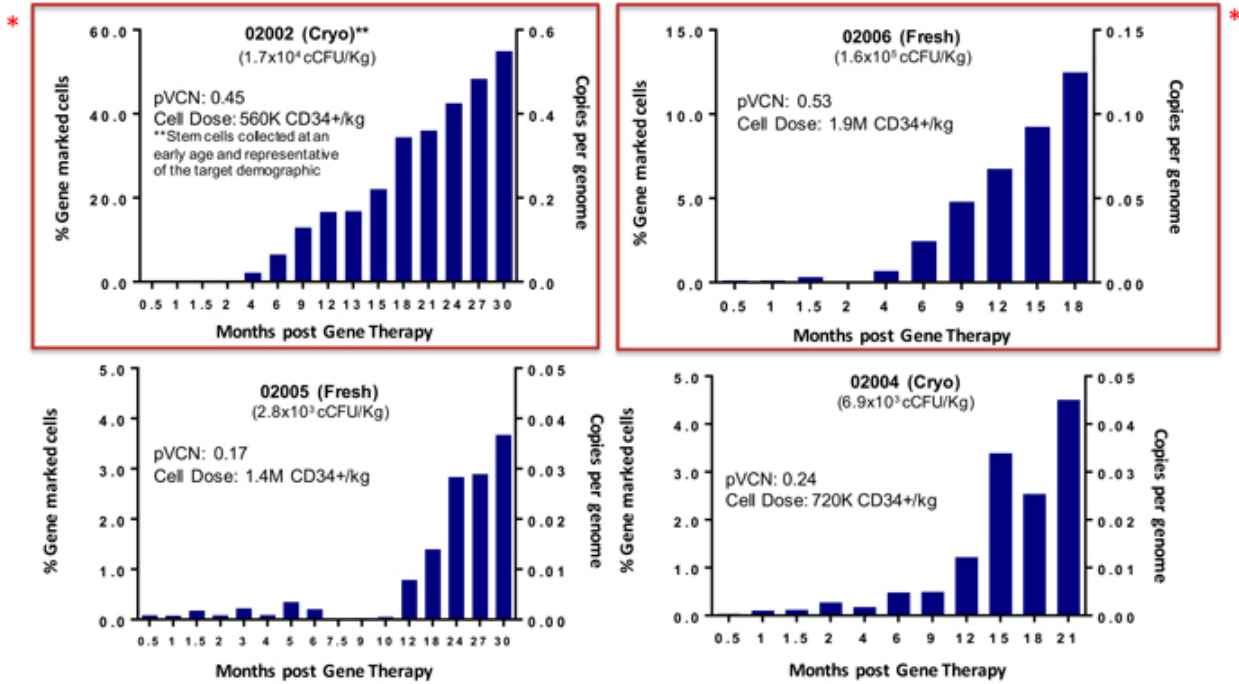 *
*
02002 (Cryo)**
(1.7x10⁴ cCFU/Kg)
pVCN: 0.45
Cell Dose: 560K CD34+/kg
**Stem cells collected at an
early age and representative
of the target demographic
% Gene marked cells
60.0
40.0
20.0
0.0
Copies per genome
0.6
0.4
0.2
0.0
0.5 1 1.5 2 4 6 9 12 13 15 18 21 24 27 30
Months post Gene Therapy
02006 (Fresh)
(1.6x10⁵ cCFU/Kg)
pVCN: 0.53
Cell Dose: 1.9M CD34+/kg
% Gene marked cells
15.0
10.0
5.0
0.0
Copies per genome
0.15
0.10
0.05
0.00
0.5 1 1.5 2 4 6 9 12 15 18
Months post Gene Therapy
02005 (Fresh)
(2.8x10³ cCFU/Kg)
pVCN: 0.17
Cell Dose: 1.4M CD34+/kg
% Gene marked cells
5.0
4.0
3.0
2.0
1.0
0.0
Copies per genome
0.05
0.04
0.03
0.02
0.01
0.00
0.5 1 1.5 2 3 4 5 6 7.5 9 10 12 18 24 27 30
Months post Gene Therapy
02004 (Cryo)
(6.9x10³ cCFU/Kg)
pVCN: 0.24
Cell Dose: 720K CD34+/kg
% Gene marked cells
5.0
4.0
3.0
2.0
1.0
0.0
Copies per genome
0.05
0.04
0.03
0.02
0.01
0.00
0.5 1 1.5 2 4 6 9 12 15 18 21
Months post Gene Therapy